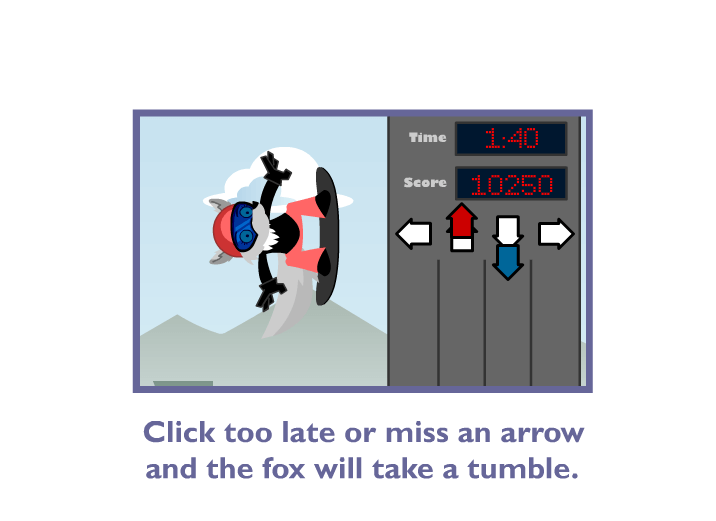 Time 1:40
Score 10250
Click too late or miss an arrow
and the fox will take a tumble.